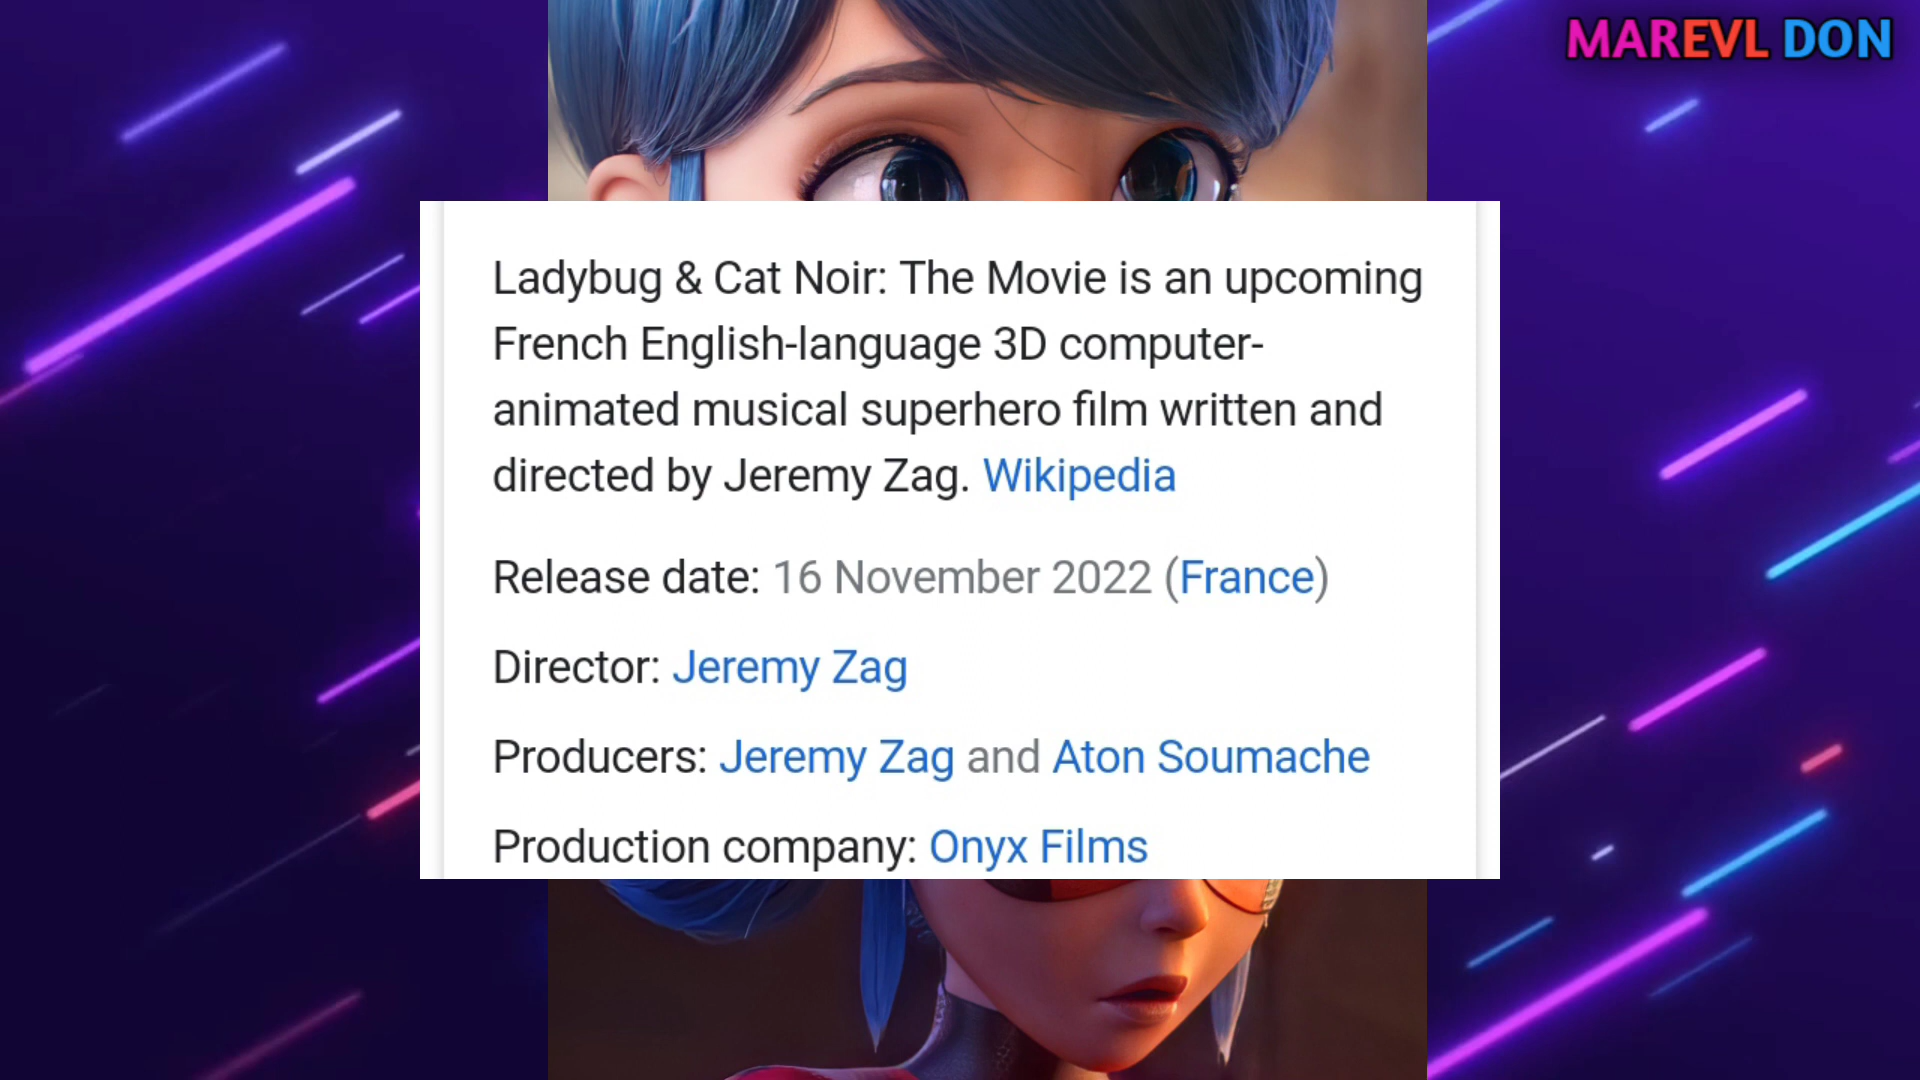 MAREVL DON
Ladybug & Cat Noir: The Movie is an upcoming
French English-language 3D computer-
animated musical superhero film written and
directed by Jeremy Zag. Wikipedia
Release date: 16 November 2022 (France)
Director: Jeremy Zag
Producers: Jeremy Zag and Aton Soumache
Production company: Onyx Films